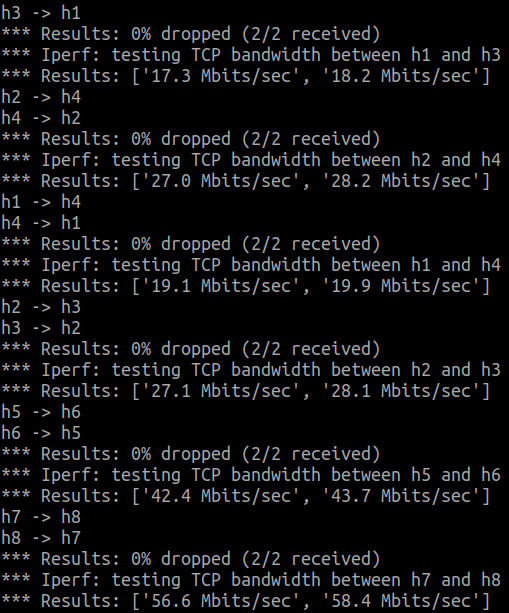 h3 -> h1
*** Results: 0% dropped (2/2 received)
*** Iperf: testing TCP bandwidth between h1 and h3
*** Results: ['17.3 Mbits/sec', '18.2 Mbits/sec']
h2 -> h4
h4 -> h2
*** Results: 0% dropped (2/2 received)
*** Iperf: testing TCP bandwidth between h2 and h4
*** Results: ['27.0 Mbits/sec', '28.2 Mbits/sec']
h1 -> h4
h4 -> h1
*** Results: 0% dropped (2/2 received)
*** Iperf: testing TCP bandwidth between h1 and h4
*** Results: ['19.1 Mbits/sec', '19.9 Mbits/sec']
h2 -> h3
h3 -> h2
*** Results: 0% dropped (2/2 received)
*** Iperf: testing TCP bandwidth between h2 and h3
*** Results: ['27.1 Mbits/sec', '28.1 Mbits/sec']
h5 -> h6
h6 -> h5
*** Results: 0% dropped (2/2 received)
*** Iperf: testing TCP bandwidth between h5 and h6
*** Results: ['42.4 Mbits/sec', '43.7 Mbits/sec']
h7 -> h8
h8 -> h7
*** Results: 0% dropped (2/2 received)
*** Iperf: testing TCP bandwidth between h7 and h8
*** Results: ['56.6 Mbits/sec', '58.4 Mbits/sec']